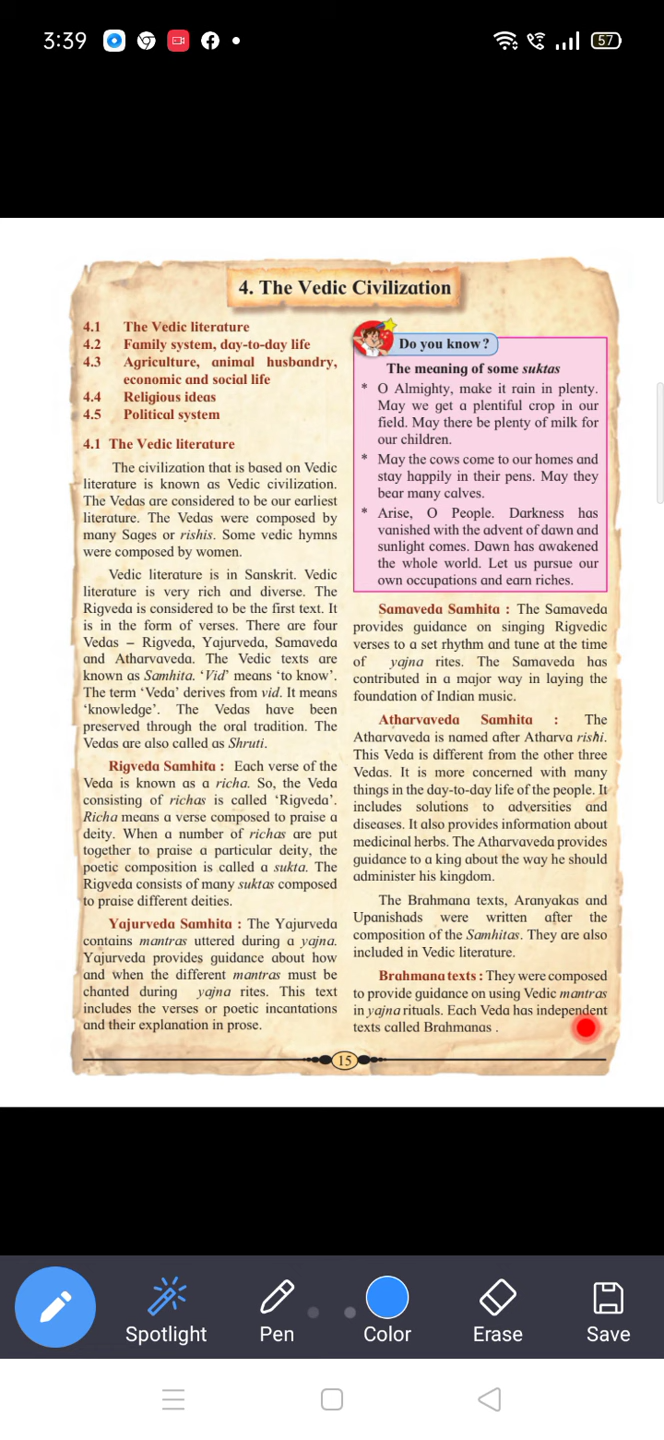 3:39
57
4. The Vedic Civilization
4.1 The Vedic literature
4.2 Family system, day-to-day life
4.3 Agriculture, animal husbandry,
economic and social life
4.4 Religious ideas
4.5 Political system
4.1 The Vedic literature
The civilization that is based on Vedic
literature is known as Vedic civilization.
The Vedas are considered to be our earliest
literature. The Vedas were composed by
many Sages or rishis. Some vedic hymns
were composed by women.
Vedic literature is in Sanskrit. Vedic
literature is very rich and diverse. The
Rigveda is considered to be the first text. It
is in the form of verses. There are four
Vedas – Rigveda, Yajurveda, Samaveda
and Atharvaveda. The Vedic texts are
known as Samhita. ‘Vid’ means ‘to know’.
The term ‘Veda’ derives from vid. It means
‘knowledge’. The Vedas have been
preserved through the oral tradition. The
Vedas are also called as Shruti.
Rigveda Samhita : Each verse of the
Veda is known as a richa. So, the Veda
consisting of richas is called ‘Rigveda’.
Richa means a verse composed to praise a
deity. When a number of richas are put
together to praise a particular deity, the
poetic composition is called a sukta. The
Rigveda consists of many suktas composed
to praise different deities.
Yajurveda Samhita : The Yajurveda
contains mantras uttered during a yajna.
Yajurveda provides guidance about how
and when the different mantras must be
chanted during yajna rites. This text
includes the verses or poetic incantations
and their explanation in prose.
Do you know ?
The meaning of some suktas
* O Almighty, make it rain in plenty.
May we get a plentiful crop in our
field. May there be plenty of milk for
our children.
* May the cows come to our homes and
stay happily in their pens. May they
bear many calves.
* Arise, O People. Darkness has
vanished with the advent of dawn and
sunlight comes. Dawn has awakened
the whole world. Let us pursue our
own occupations and earn riches.
Samaveda Samhita : The Samaveda
provides guidance on singing Rigvedic
verses to a set rhythm and tune at the time
of yajna rites. The Samaveda has
contributed in a major way in laying the
foundation of Indian music.
Atharvaveda Samhita : The
Atharvaveda is named after Atharva rishi.
This Veda is different from the other three
Vedas. It is more concerned with many
things in the day-to-day life of the people. It
includes solutions to adversities and
diseases. It also provides information about
medicinal herbs. The Atharvaveda provides
guidance to a king about the way he should
administer his kingdom.
The Brahmana texts, Aranyakas and
Upanishads were written after the
composition of the Samhitas. They are also
included in Vedic literature.
Brahmana texts : They were composed
to provide guidance on using Vedic mantras
in yajna rituals. Each Veda has independent
texts called Brahmanas .
15
Spotlight Pen Color Erase Save